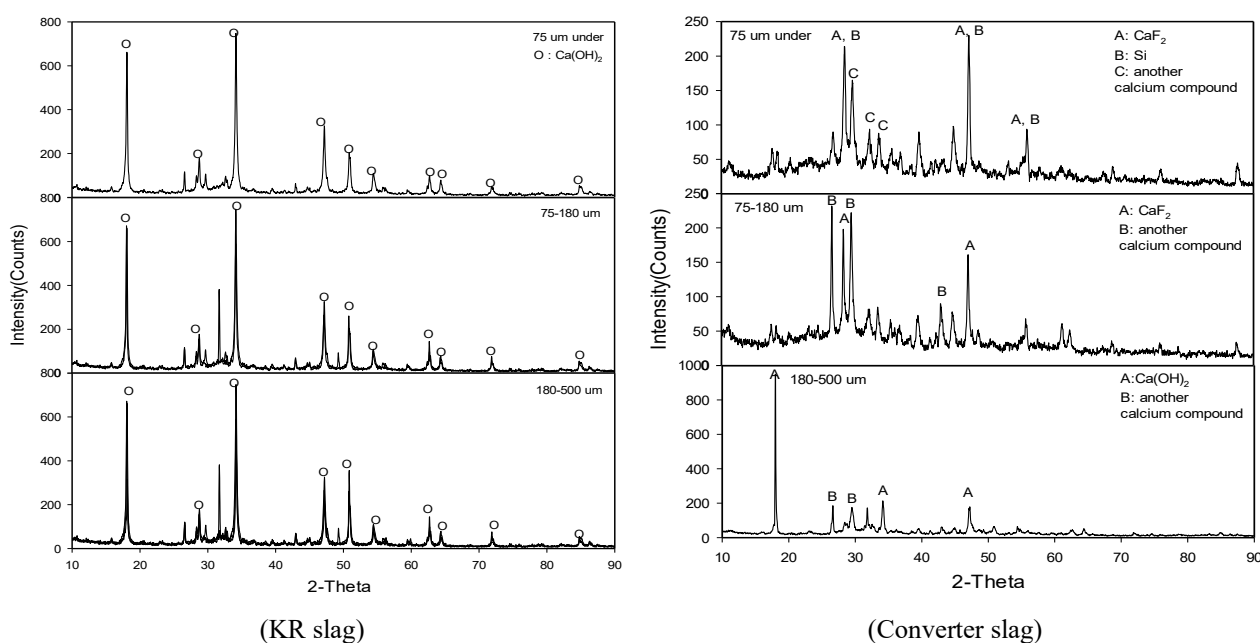 800
600
400
200
800
600
400
200
800
600
400
200
0
Intensity(Counts)
75 um under
O : Ca(OH)2
O
O
O
O
O
O
O
O
O
O
75-180 um
O
O
O
O
O
O
O
O
O
O
180-500 um
O
O
O
O
O
O
O
O
O
O
10 20 30 40 50 60 70 80 90
2-Theta
(KR slag)
250
200
150
100
50
250
0
200
150
100
50
1000
0
800
600
400
200
0
Intensity(Counts)
75 um under
A: CaF2
B: Si
C: another
calcium compound
A, B
C
C
C
A, B
A, B
75-180 um
A: CaF2
B: another
calcium compound
B
A
B
B
A
180-500 um
A:Ca(OH)2
B: another
calcium compound
A
B
B
A
A
10 20 30 40 50 60 70 80 90
2-Theta
(Converter slag)